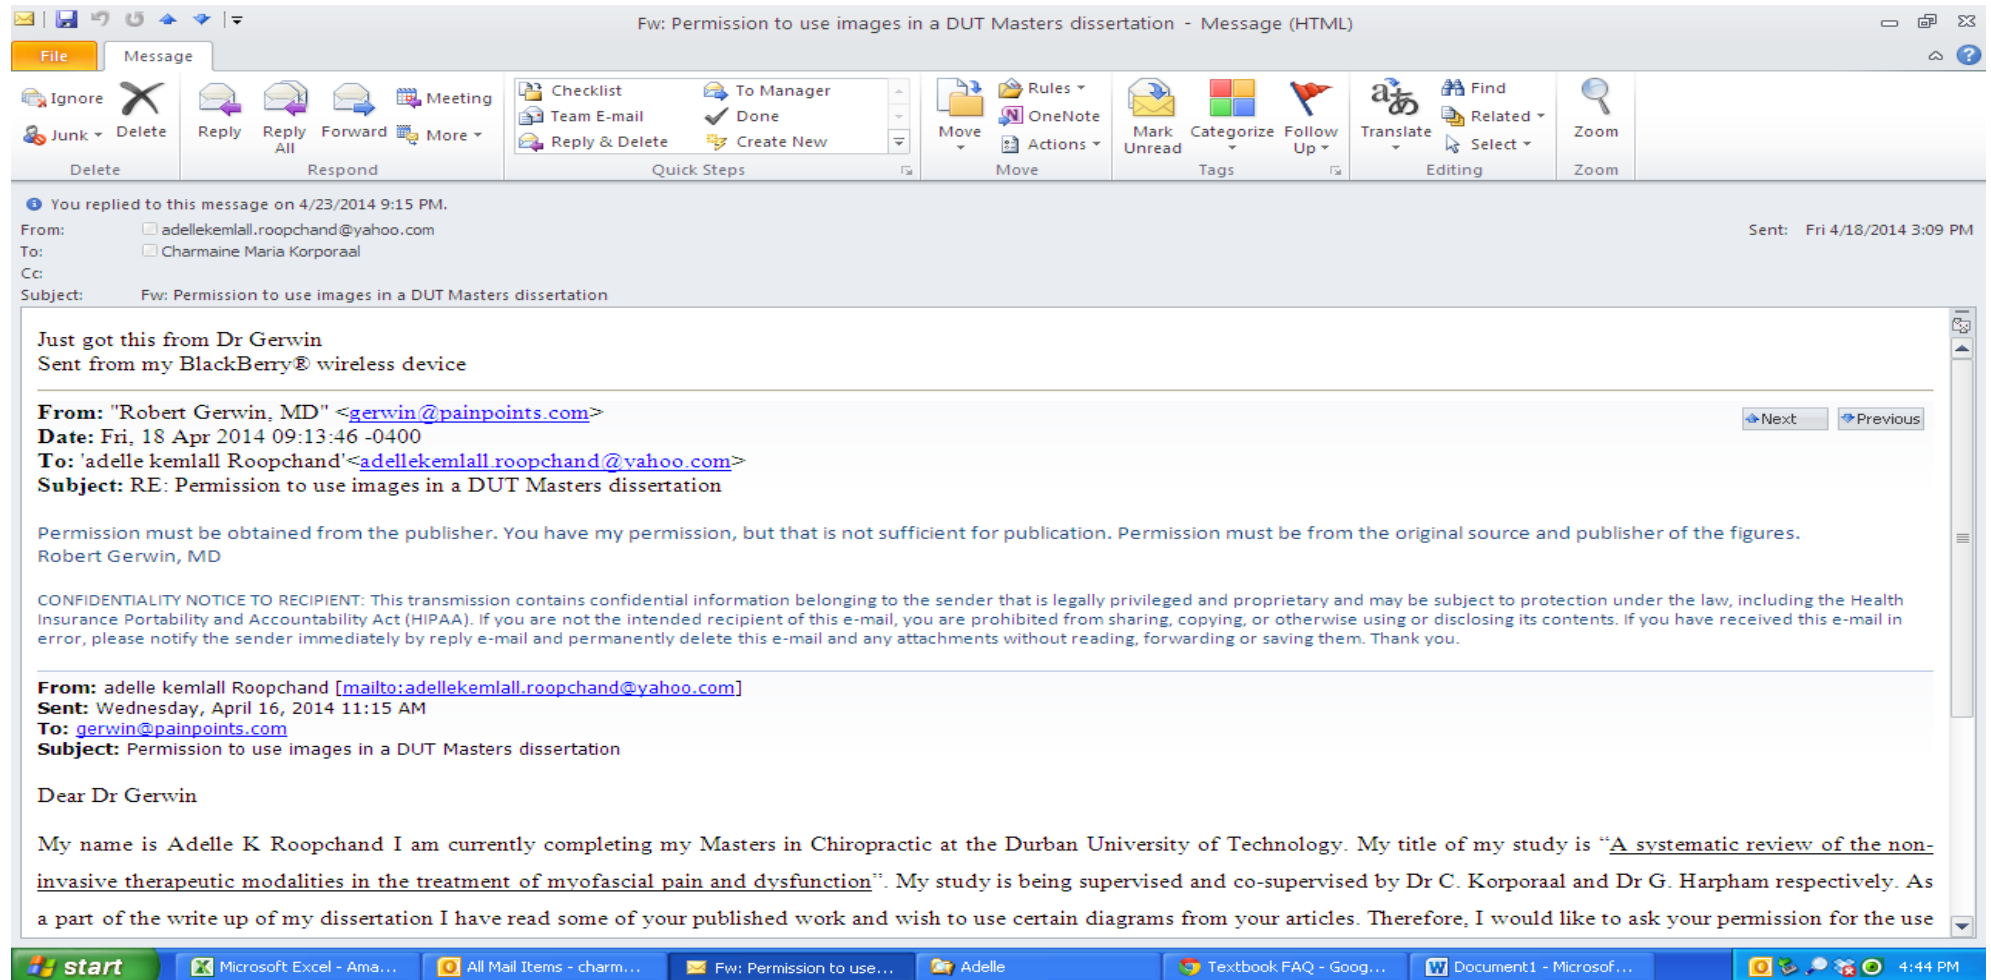 Fw: Permission to use images in a DUT Masters dissertation - Message (HTML)
File Message
Ignore
Junk
Delete
Delete
Reply
Reply All
Forward
Meeting
More
Respond
Checklist
Team E-mail
Reply & Delete
To Manager
Done
Create New
Quick Steps
Move
Rules
OneNote
Actions
Move
Mark Unread
Categorize
Follow Up
Tags
Translate
Find
Related
Select
Editing
Zoom
Zoom
You replied to this message on 4/23/2014 9:15 PM.
From: adellekemlall.roopchand@yahoo.com Sent: Fri 4/18/2014 3:09 PM
To: Charmaine Maria Korporaal
Cc:
Subject: Fw: Permission to use images in a DUT Masters dissertation
Just got this from Dr Gerwin
Sent from my BlackBerry® wireless device
From: "Robert Gerwin, MD" <gerwin@painpoints.com>
Next Previous
Date: Fri, 18 Apr 2014 09:13:46 -0400
To: 'adelle kemlall Roopchand'<adellekemlall.roopchand@yahoo.com>
Subject: RE: Permission to use images in a DUT Masters dissertation
Permission must be obtained from the publisher. You have my permission, but that is not sufficient for publication. Permission must be from the original source and publisher of the figures.
Robert Gerwin, MD
CONFIDENTIALITY NOTICE TO RECIPIENT: This transmission contains confidential information belonging to the sender that is legally privileged and proprietary and may be subject to protection under the law, including the Health
Insurance Portability and Accountability Act (HIPAA). If you are not the intended recipient of this e-mail, you are prohibited from sharing, copying, or otherwise using or disclosing its contents. If you have received this e-mail in
error, please notify the sender immediately by reply e-mail and permanently delete this e-mail and any attachments without reading, forwarding or saving them. Thank you.
From: adelle kemlall Roopchand [mailto:adellekemlall.roopchand@yahoo.com]
Sent: Wednesday, April 16, 2014 11:15 AM
To: gerwin@painpoints.com
Subject: Permission to use images in a DUT Masters dissertation
Dear Dr Gerwin
My name is Adelle K Roopchand I am currently completing my Masters in Chiropractic at the Durban University of Technology. My title of my study is “A systematic review of the non-
invasive therapeutic modalities in the treatment of myofascial pain and dysfunction”. My study is being supervised and co-supervised by Dr C. Korporaal and Dr G. Harpham respectively. As
a part of the write up of my dissertation I have read some of your published work and wish to use certain diagrams from your articles. Therefore, I would like to ask your permission for the use
start Microsoft Excel - Ama... All Mail Items - charm... Fw: Permission to use... Adelle Textbook FAQ - Goog... Document1 - Microsof... 4:44 PM